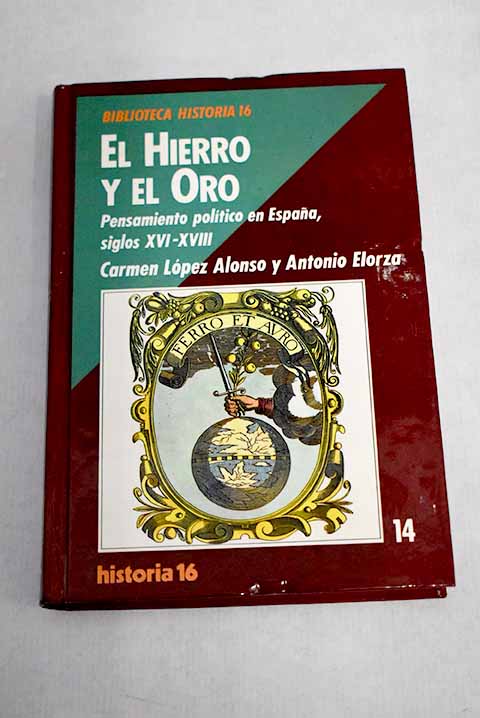 BIBLIOTECA HISTORIA 16
EL HIERRO
Y EL ORO
Pensamiento político en España,
siglos XVI-XVIII
Carmen López Alonso y Antonio Elorza
FERRO ET AVRO
14
historia 16